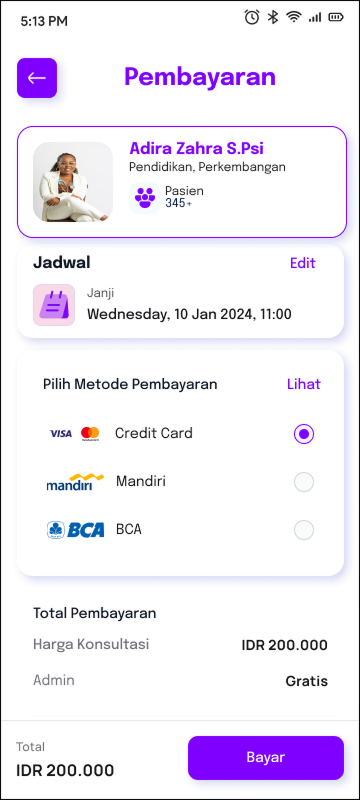 5:13 PM
Pembayaran
Adira Zahra S.Psi
Pendidikan, Perkembangan
Pasien
345+
Jadwal
Edit
Janji
Wednesday, 10 Jan 2024, 11:00
Pilih Metode Pembayaran
Lihat
VISA
Credit Card
mandiri
Mandiri
BCA
BCA
Total Pembayaran
Harga Konsultasi
IDR 200.000
Admin
Gratis
Total
IDR 200.000
Bayar